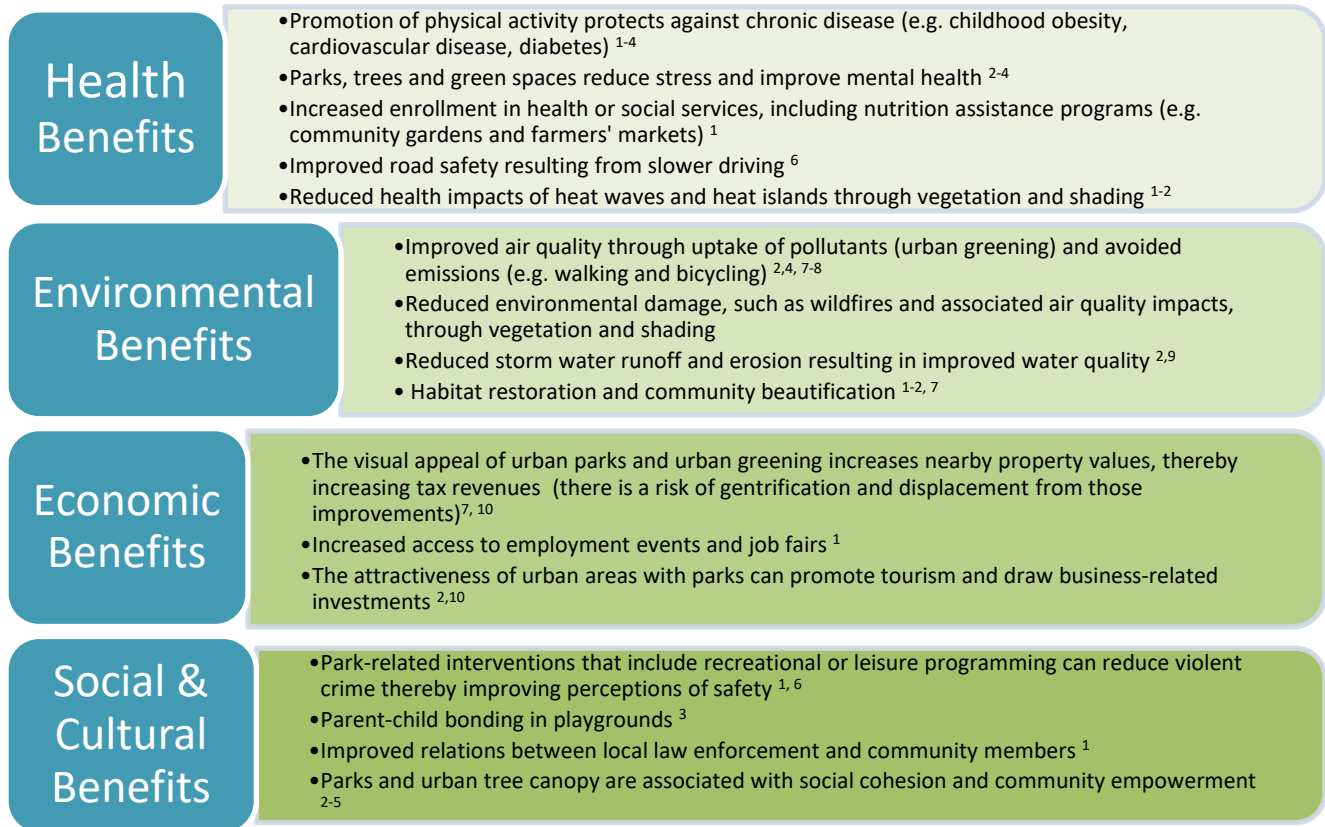 Health
Benefits
•Promotion of physical activity protects against chronic disease (e.g. childhood obesity,
cardiovascular disease, diabetes) 1-4
•Parks, trees and green spaces reduce stress and improve mental health 2-4
•Increased enrollment in health or social services, including nutrition assistance programs (e.g.
community gardens and farmers' markets) 1
•Improved road safety resulting from slower driving 6
•Reduced health impacts of heat waves and heat islands through vegetation and shading 1-2
Environmental
Benefits
•Improved air quality through uptake of pollutants (urban greening) and avoided
emissions (e.g. walking and bicycling) 2,4, 7-8
•Reduced environmental damage, such as wildfires and associated air quality impacts,
through vegetation and shading
•Reduced storm water runoff and erosion resulting in improved water quality 2,9
• Habitat restoration and community beautification 1-2, 7
Economic
Benefits
•The visual appeal of urban parks and urban greening increases nearby property values, thereby
increasing tax revenues (there is a risk of gentrification and displacement from those
improvements)7, 10
•Increased access to employment events and job fairs 1
•The attractiveness of urban areas with parks can promote tourism and draw business-related
investments 2,10
Social &
Cultural
Benefits
•Park-related interventions that include recreational or leisure programming can reduce violent
crime thereby improving perceptions of safety 1, 6
•Parent-child bonding in playgrounds 3
•Improved relations between local law enforcement and community members 1
•Parks and urban tree canopy are associated with social cohesion and community empowerment
2-5